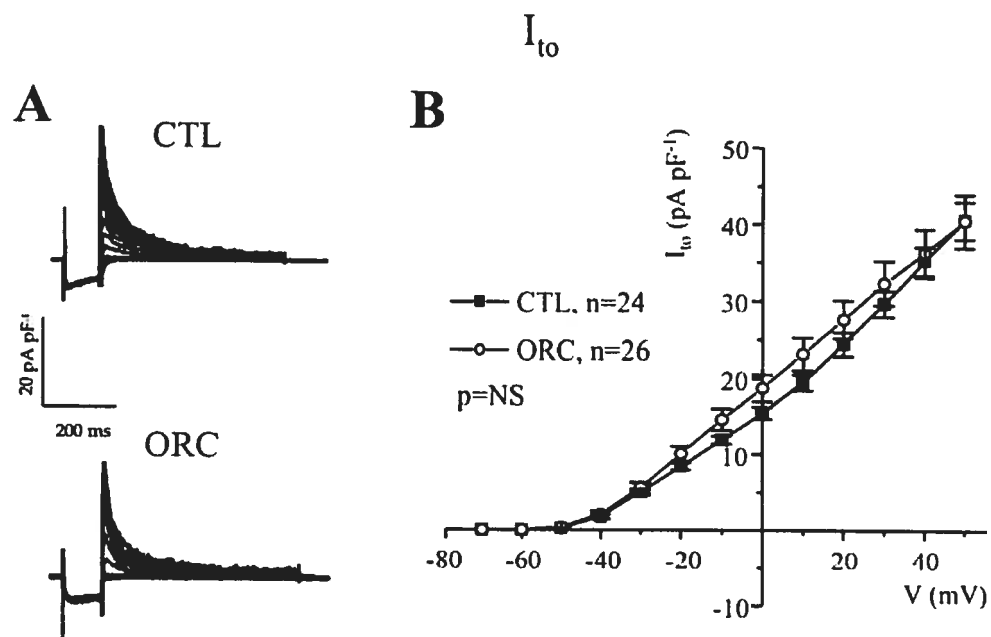 I_to
A
CTL
20 pA pF⁻¹
200 ms
ORC
B
I_to (pA pF⁻¹)
50
40
30
20
10
-10
CTL, n=24
ORC, n=26
p=NS
-80
-60
-40
-20
20
40
V (mV)